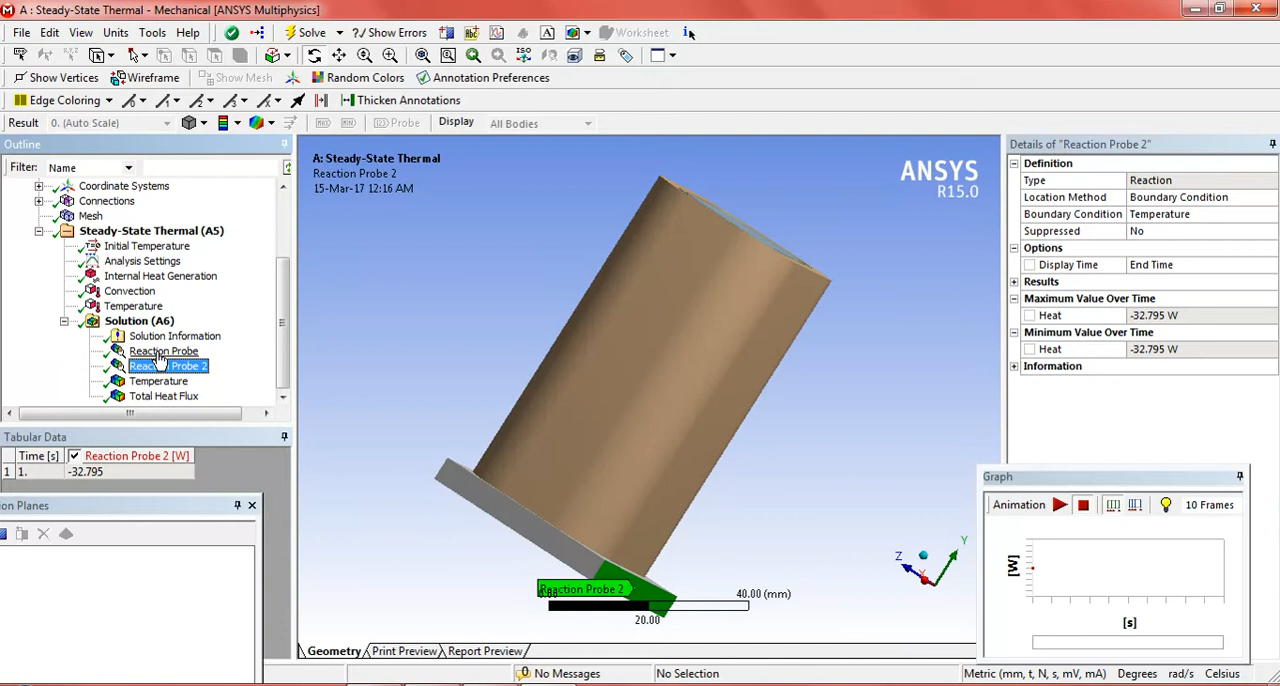 A : Steady-State Thermal - Mechanical [ANSYS Multiphysics]
File Edit View Units Tools Help Solve ?/Show Errors Worksheet
Show Vertices Wireframe Show Mesh Random Colors Annotation Preferences
Edge Coloring Thicken Annotations
Result 0. (Auto Scale) Probe Display All Bodies
Outline
Filter: Name
Coordinate Systems
Connections
Mesh
Steady-State Thermal (A5)
Initial Temperature
Analysis Settings
Internal Heat Generation
Convection
Temperature
Solution (A6)
Solution Information
Reaction Probe
Reaction Probe 2
Temperature
Total Heat Flux
Tabular Data
Time [s] Reaction Probe 2 [W]
1 1. -32.795
ion Planes
A: Steady-State Thermal
Reaction Probe 2
15-Mar-17 12:16 AM
ANSYS
R15.0
Reaction Probe 2
0.00 40.00 (mm)
20.00
Z Y X
Geometry Print Preview Report Preview
Details of "Reaction Probe 2"
Definition
Type Reaction
Location Method Boundary Condition
Boundary Condition Temperature
Suppressed No
Options
Display Time End Time
Results
Maximum Value Over Time
Heat -32.795 W
Minimum Value Over Time
Heat -32.795 W
Information
Graph
Animation 10 Frames
[W]
[s]
No Messages No Selection Metric (mm, t, N, s, mV, mA) Degrees rad/s Celsius